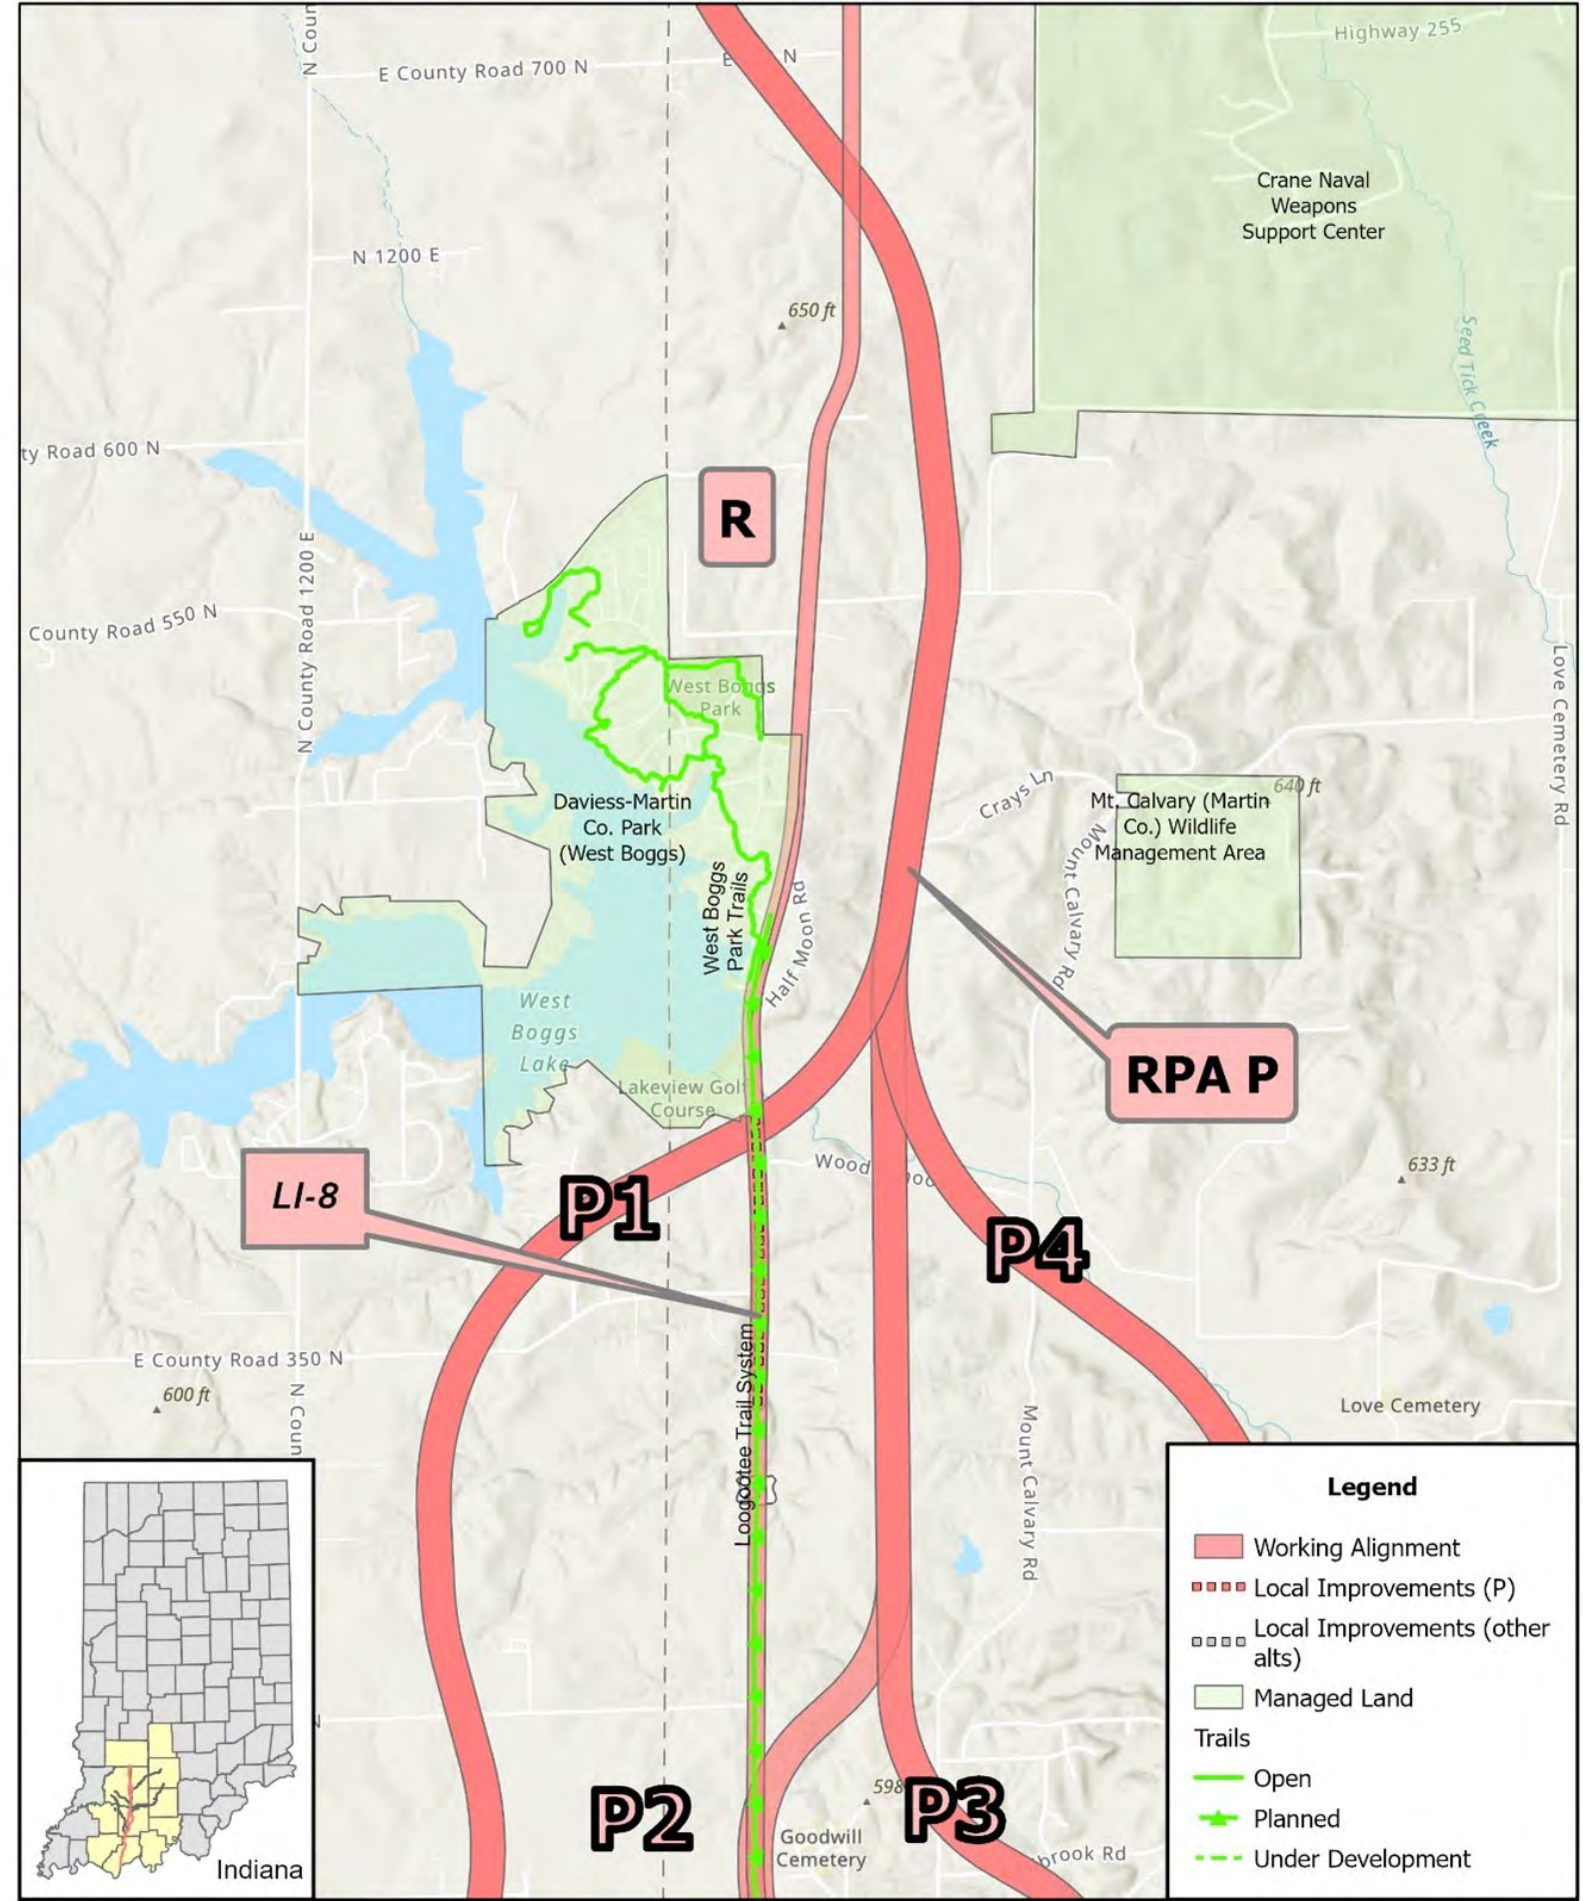 N Coun
Highway 255
E County Road 700 N
E
N
Crane Naval
Weapons
Support Center
N 1200 E
650 ft
Seed Tick Creek
ty Road 600 N
R
N County Road 1200 E
County Road 550 N
Love Cemetery Rd
West Boggs
Park
Crays Ln
640 ft
Mt. Calvary (Martin
Co.) Wildlife
Management Area
Daviess-Martin
Co. Park
(West Boggs)
Mount Calvary Rd
West Boggs
Park Trails
Half Moon Rd
West
Boggs
Lake
RPA P
Lakeview Golf
Course
Wood
633 ft
LI-8
P1
P4
E County Road 350 N
600 ft
N Coun
Loogootee Trail System
Mount Calvary Rd
Love Cemetery
Legend
Working Alignment
Local Improvements (P)
Local Improvements (other
alts)
Managed Land
Trails
Open
Planned
Under Development
N
P2
598
P3
Goodwill
Cemetery
brook Rd
Indiana